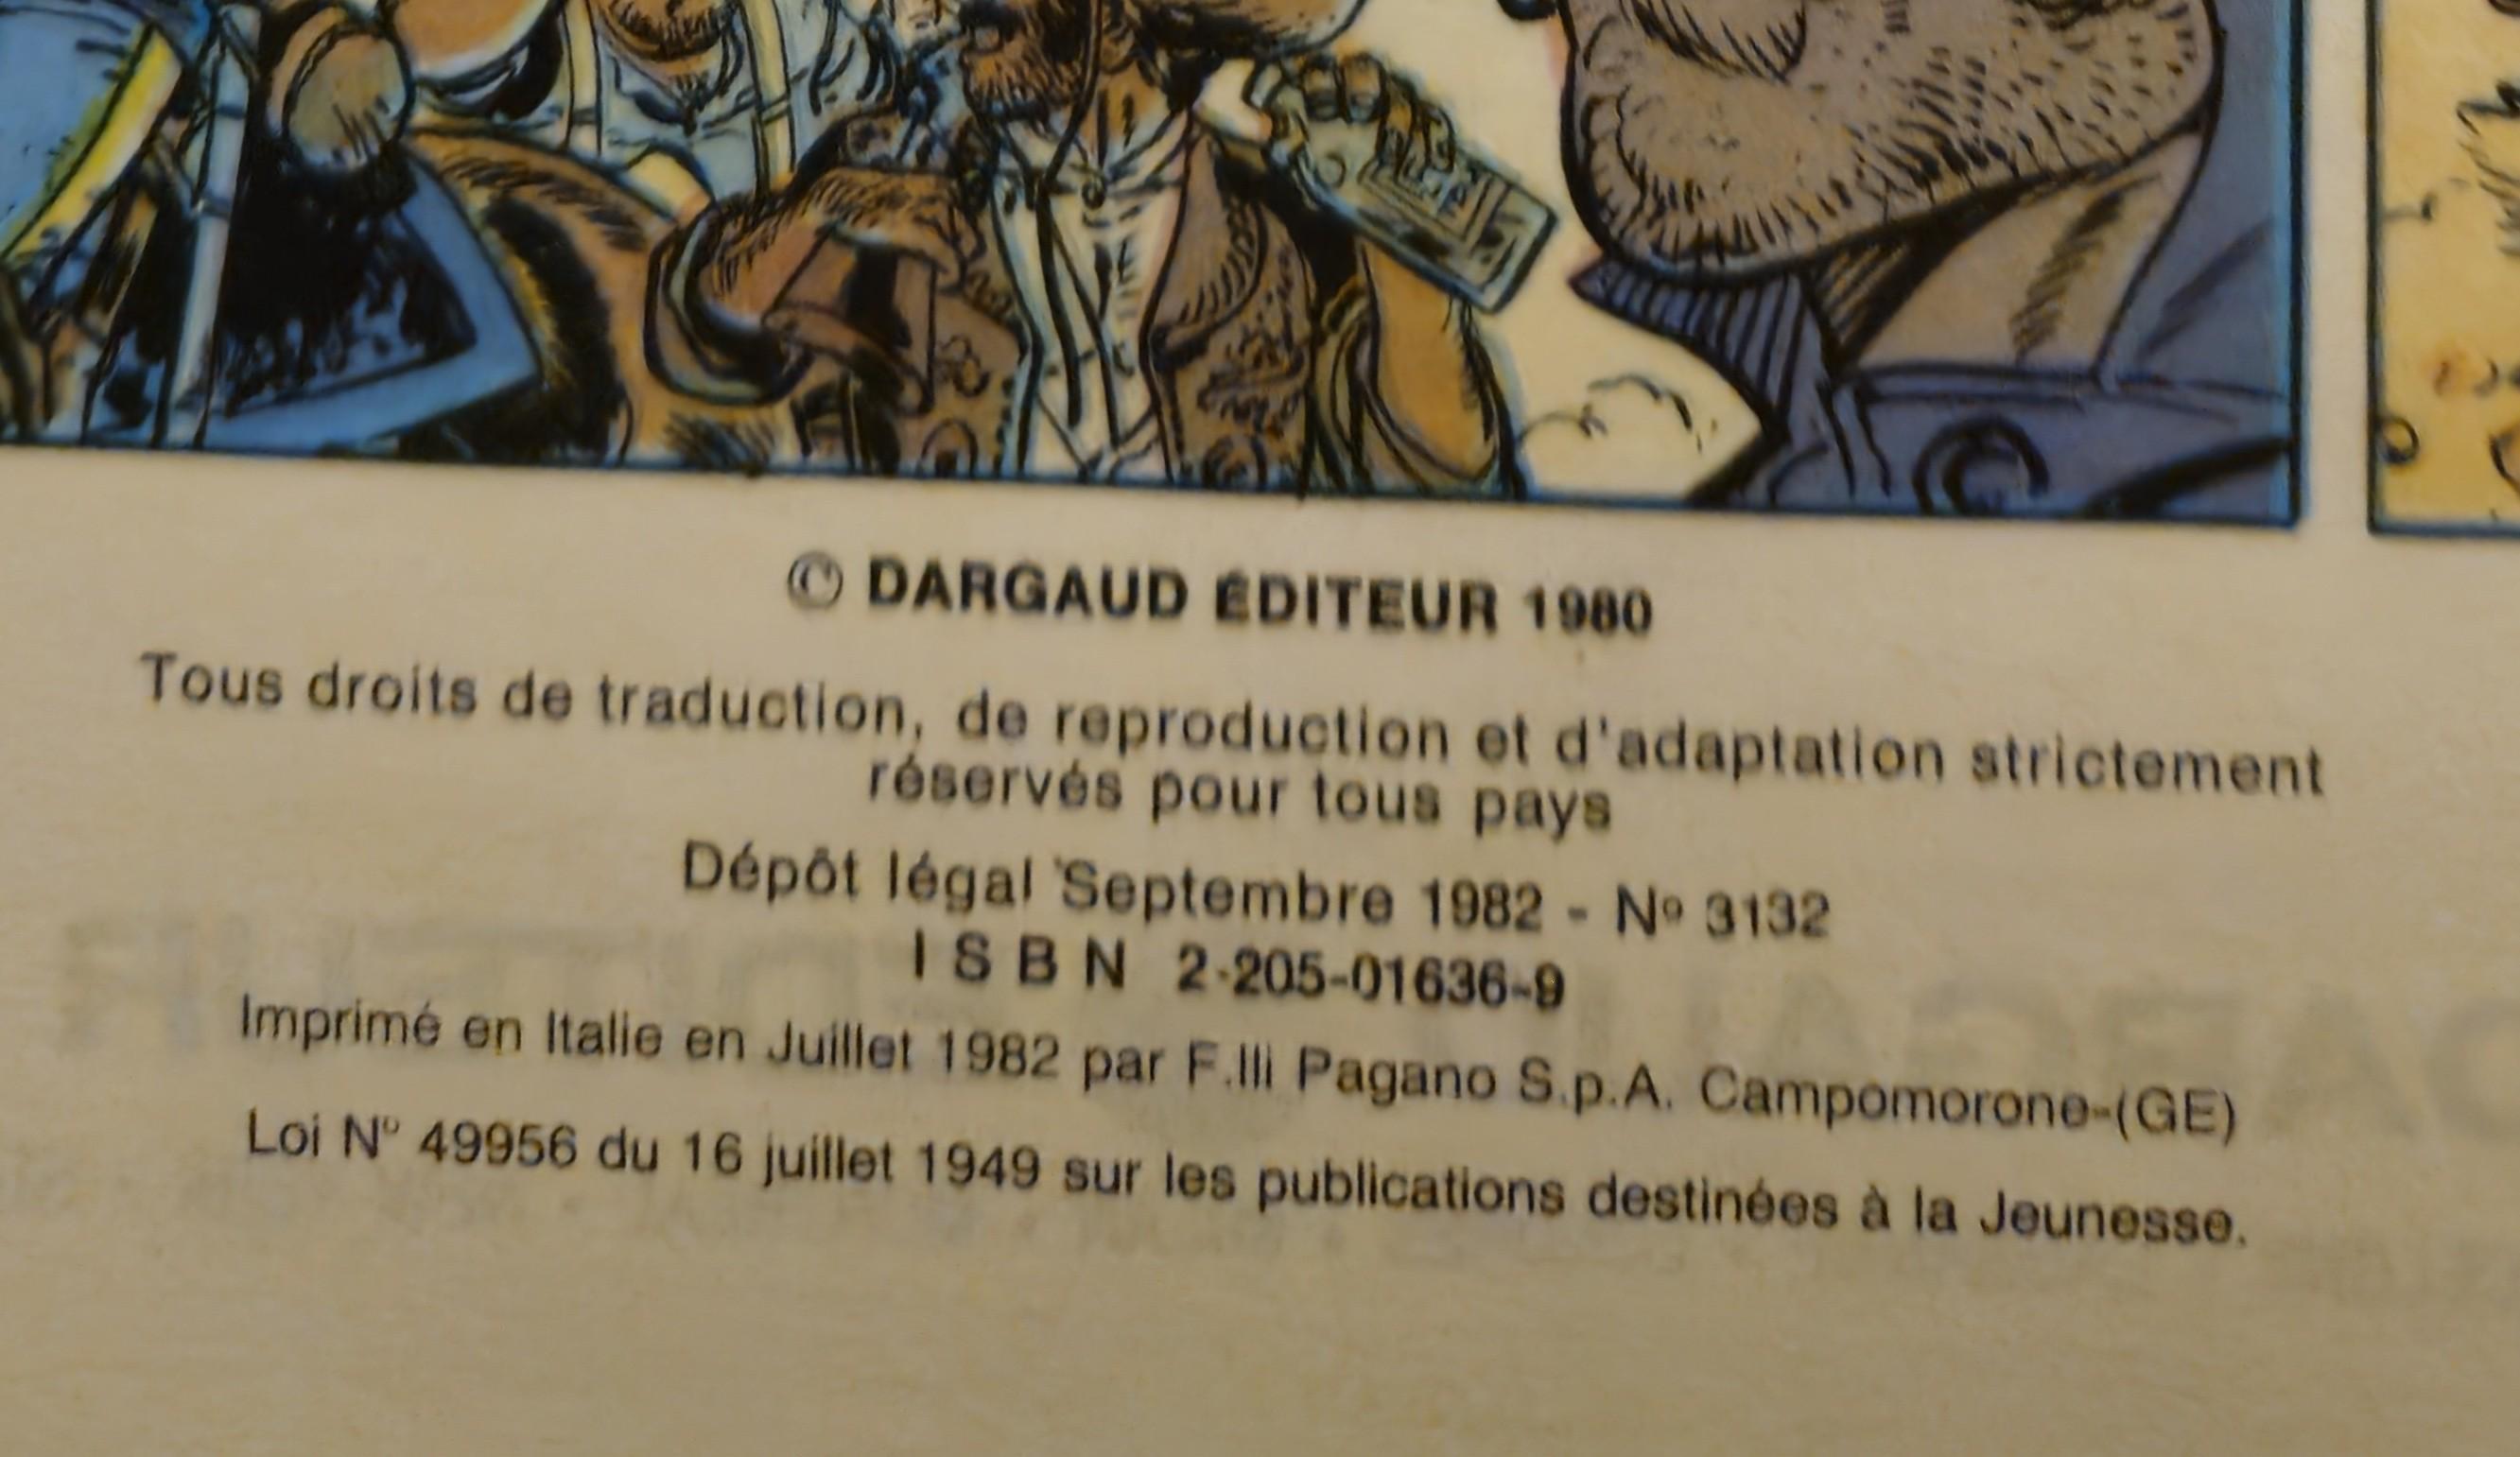 © DARGAUD ÉDITEUR 1980
Tous droits de traduction, de reproduction et d'adaptation strictement
réservés pour tous pays
Dépôt légal Septembre 1982 - Nº 3132
I S B N 2-205-01636-9
Imprimé en Italie en Juillet 1982 par F.lli Pagano S.p.A. Campomorone-(GE)
Loi Nº 49956 du 16 juillet 1949 sur les publications destinées à la Jeunesse.